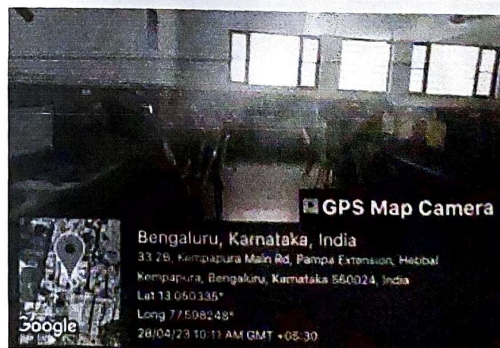 GPS Map Camera
Bengaluru, Karnataka, India
33 29, Kempapura Main Rd, Pampa Extension, Hebbal
Kempapura, Bengaluru, Karnataka 560024, India
Lat 13.050335°
Long 77.598248°
28/04/23 10:11 AM GMT +05:30
Google